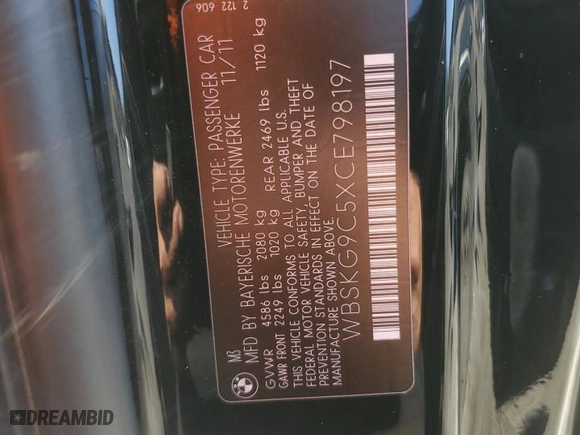 2 122 606
VEHICLE TYPE: PASSENGER CAR
MS MFD BY BAYERISCHE MOTORENWERKE 11/11
GVWR 4586 lbs 2080 kg
GAWR FRONT 2249 lbs 1020 kg REAR 2469 lbs 1120 kg
THIS VEHICLE CONFORMS TO ALL APPLICABLE U.S.
FEDERAL MOTOR VEHICLE SAFETY, BUMPER AND THEFT
PREVENTION STANDARDS IN EFFECT ON THE DATE OF
MANUFACTURE SHOWN ABOVE.
WBSKG9C5XCE798197
BMW
DREAMBID